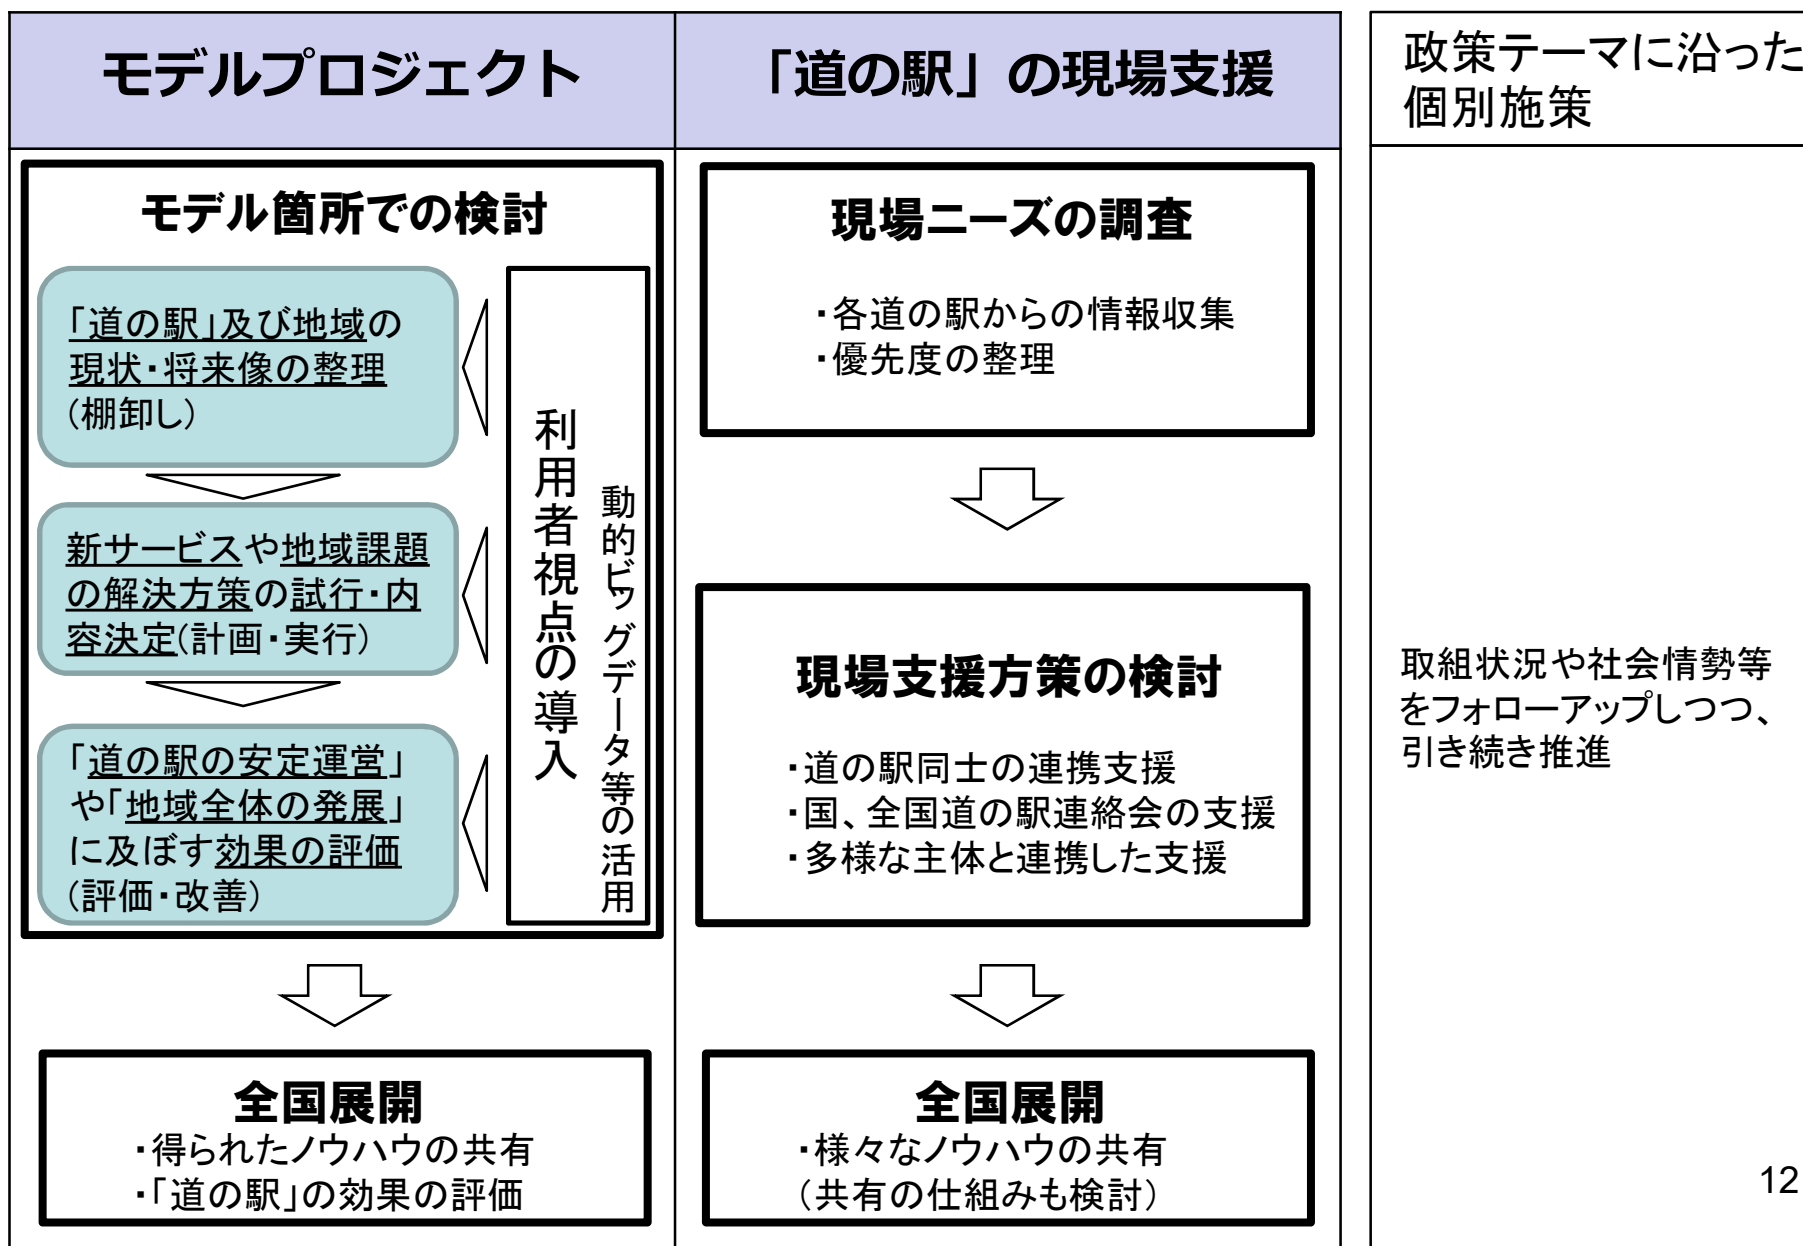 モデルプロジェクト
モデル箇所での検討
「道の駅」及び地域の
現状・将来像の整理
(棚卸し)
新サービスや地域課題
の解決方策の試行・内
容決定(計画・実行)
「道の駅の安定運営」
や「地域全体の発展」
に及ぼす効果の評価
(評価・改善)
利用者視点の導入
動的ビッグデータ等の活用
全国展開
・得られたノウハウの共有
・「道の駅」の効果の評価
「道の駅」の現場支援
現場ニーズの調査
・各道の駅からの情報収集
・優先度の整理
現場支援方策の検討
・道の駅同士の連携支援
・国、全国道の駅連絡会の支援
・多様な主体と連携した支援
全国展開
・様々なノウハウの共有
(共有の仕組みも検討)
政策テーマに沿った
個別施策
取組状況や社会情勢等
をフォローアップしつつ、
引き続き推進
12